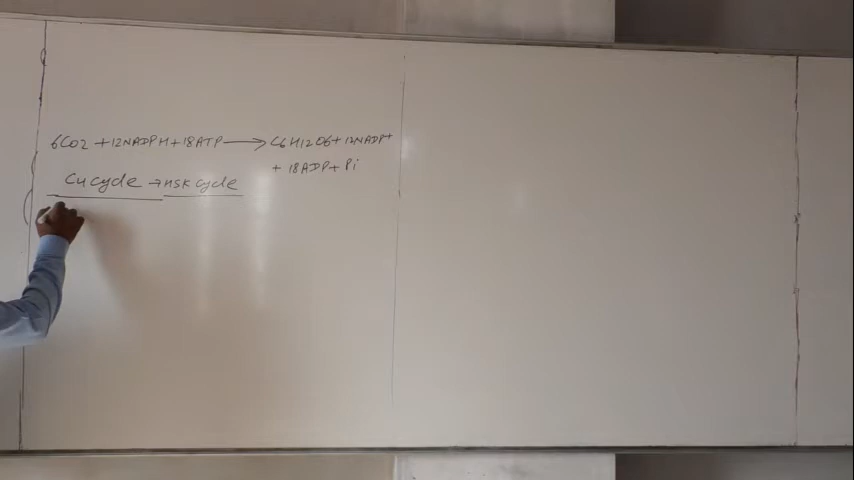 6CO2 + 12NADPH + 18ATP → C6H12O6 + 12NADP+
+ 18ADP + Pi
C4 cycle → HSK cycle